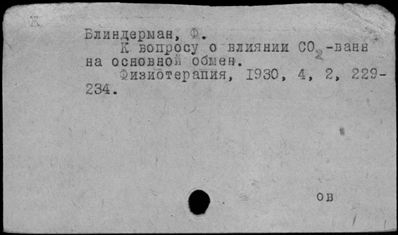 К
Блиндерман, Ф.
К вопросу о влиянии CO2-ванн
на основной обмен.
Физиотерапия, 1930, 4, 2, 229-
234.
ов